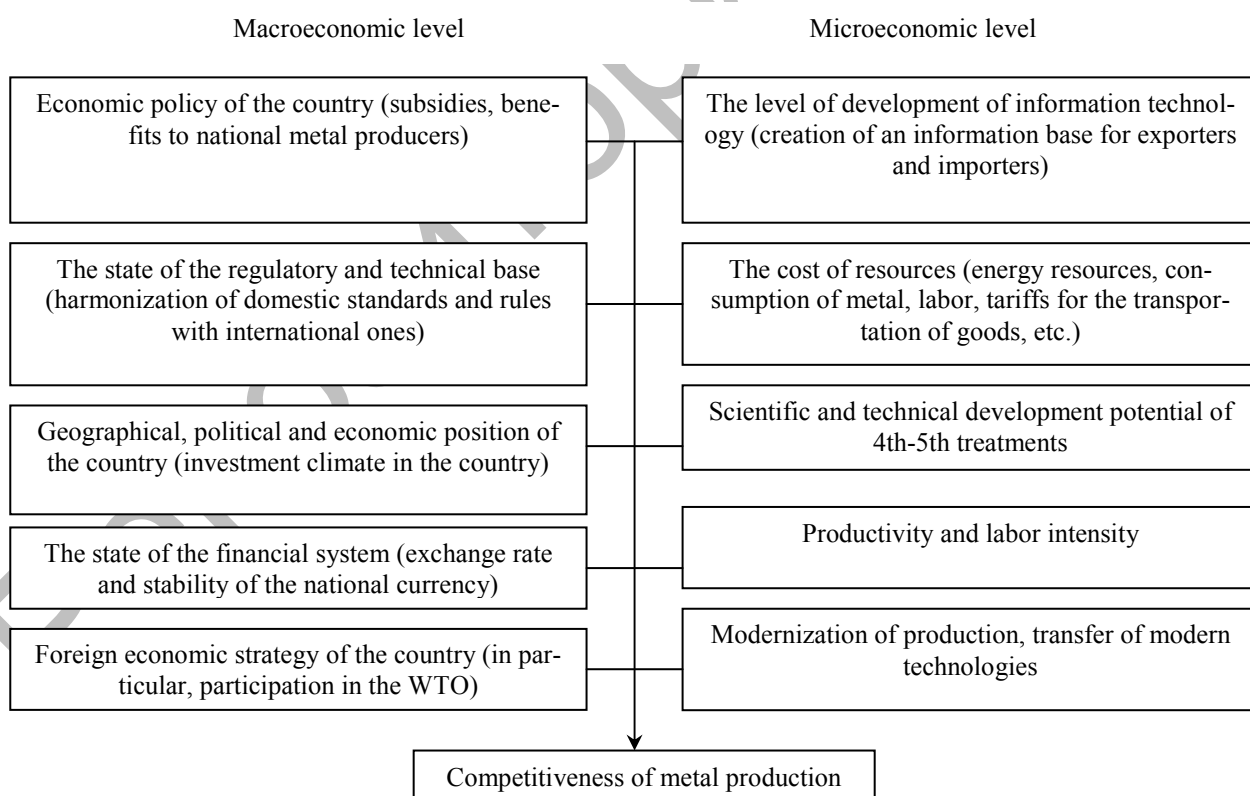 Macroeconomic level
Microeconomic level
Economic policy of the country (subsidies, bene-
fits to national metal producers)
The level of development of information technol-
ogy (creation of an information base for exporters
and importers)
The state of the regulatory and technical base
(harmonization of domestic standards and rules
with international ones)
The cost of resources (energy resources, con-
sumption of metal, labor, tariffs for the transpor-
tation of goods, etc.)
Geographical, political and economic position of
the country (investment climate in the country)
Scientific and technical development potential of
4th-5th treatments
The state of the financial system (exchange rate
and stability of the national currency)
Productivity and labor intensity
Foreign economic strategy of the country (in par-
ticular, participation in the WTO)
Modernization of production, transfer of modern
technologies
Competitiveness of metal production